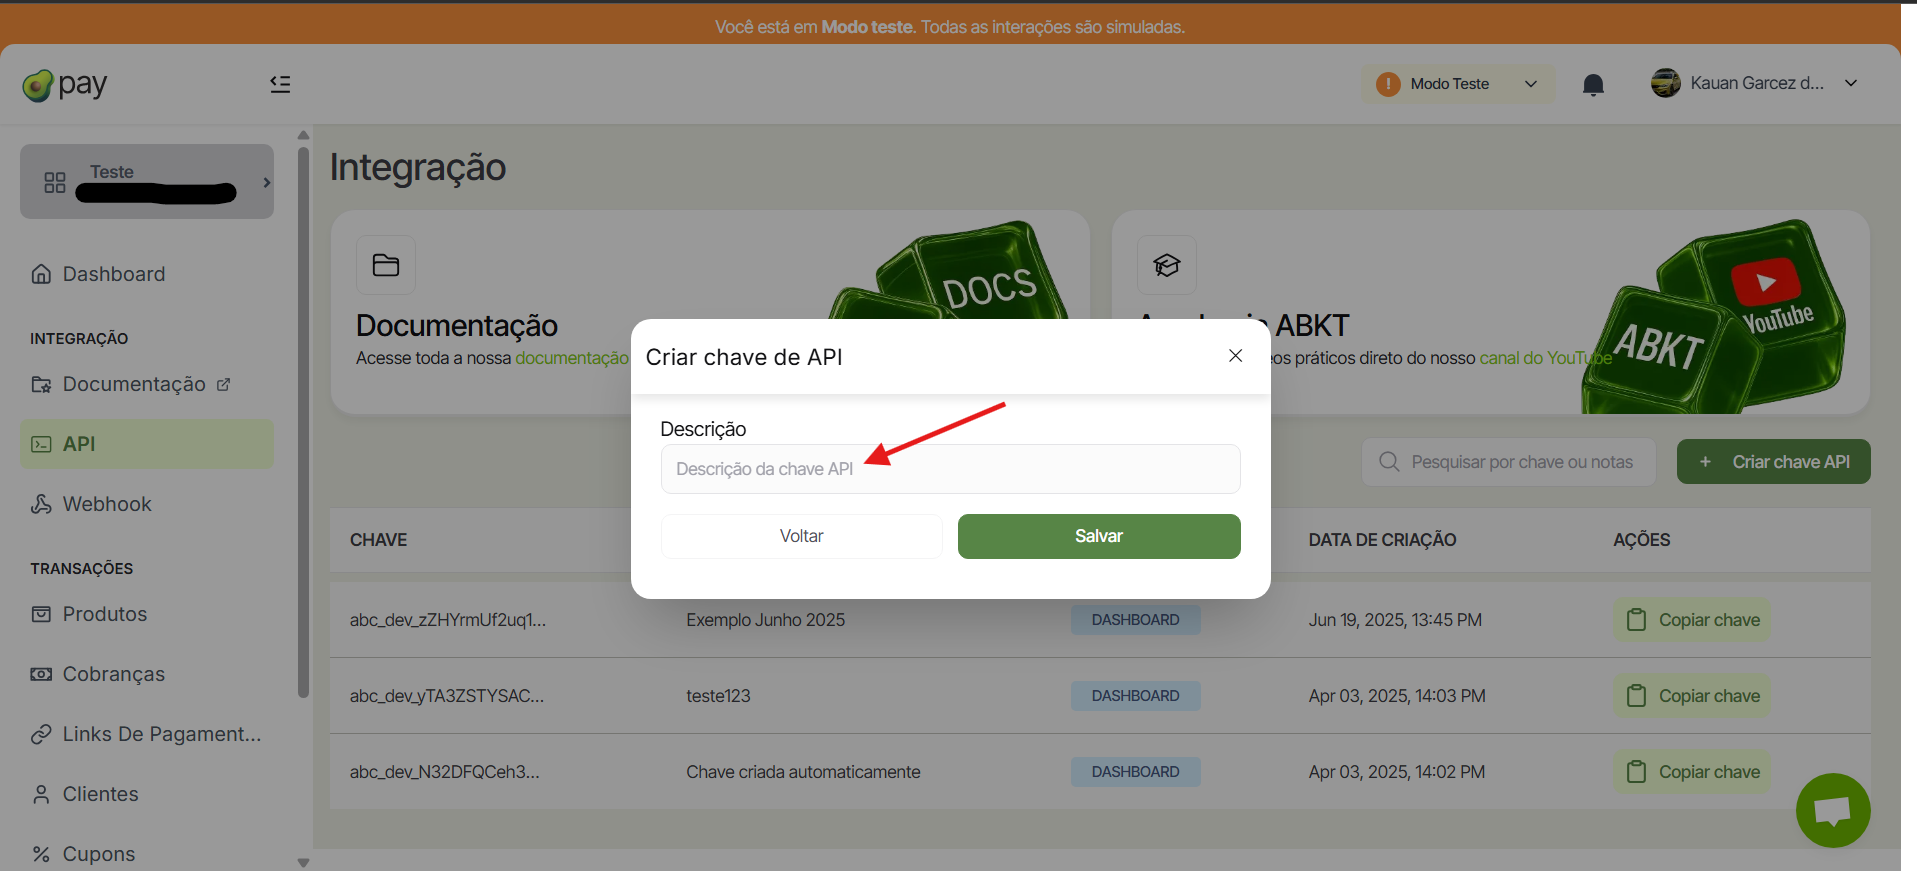 Você está em Modo teste. Todas as interações são simuladas.
pay
Modo Teste
Kauan Garcez d...
Teste
Dashboard
INTEGRAÇÃO
Documentação
API
Webhook
TRANSAÇÕES
Produtos
Cobranças
Links De Pagament...
Clientes
Cupons
Integração
DOCS
Documentação
Acesse toda a nossa documentação
YouTube
ABKT
ABKT
práticos direto do nosso canal do YouTube
Criar chave de API
Descrição
Descrição da chave API
Voltar
Salvar
Pesquisar por chave ou notas
+ Criar chave API
CHAVE
DATA DE CRIAÇÃO
AÇÕES
abc_dev_zZHYrmUf2uq1...
Exemplo Junho 2025
DASHBOARD
Jun 19, 2025, 13:45 PM
Copiar chave
abc_dev_yTA3ZSTYSAC...
teste123
DASHBOARD
Apr 03, 2025, 14:03 PM
Copiar chave
abc_dev_N32DFQCeh3...
Chave criada automaticamente
DASHBOARD
Apr 03, 2025, 14:02 PM
Copiar chave